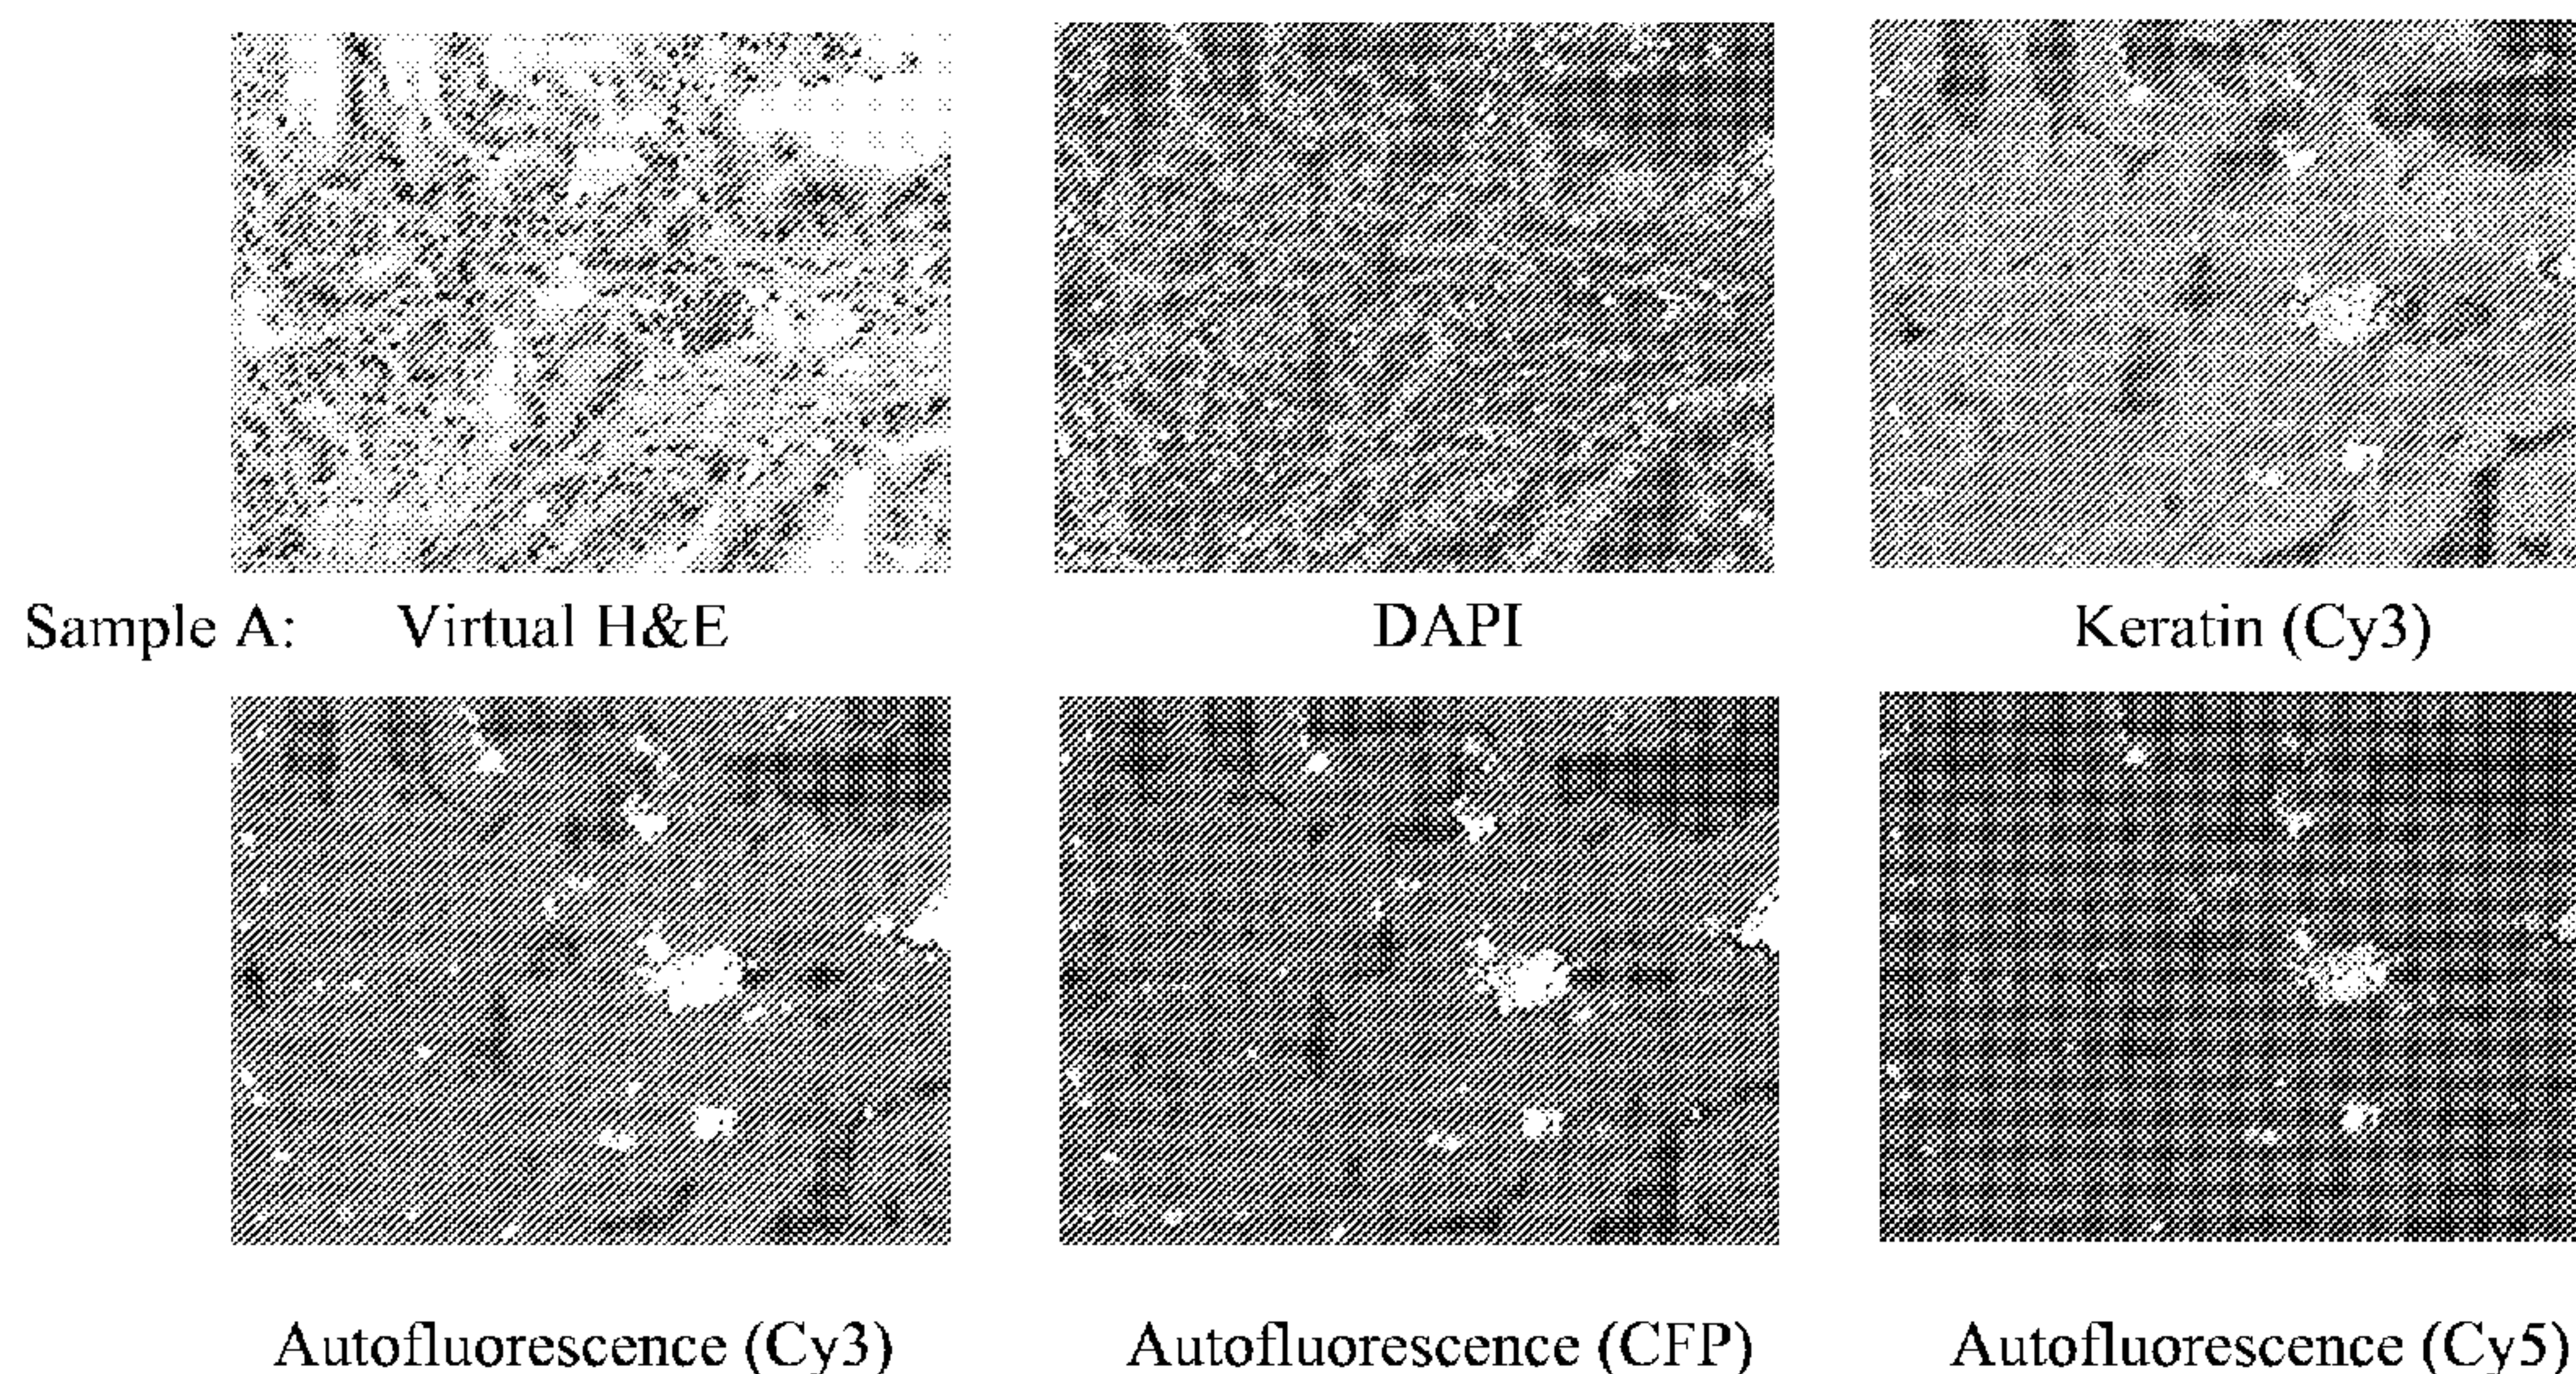 Sample A: Virtual H&E DAPI Keratin (Cy3)
Autofluorescence (Cy3) Autofluorescence (CFP) Autofluorescence (Cy5)